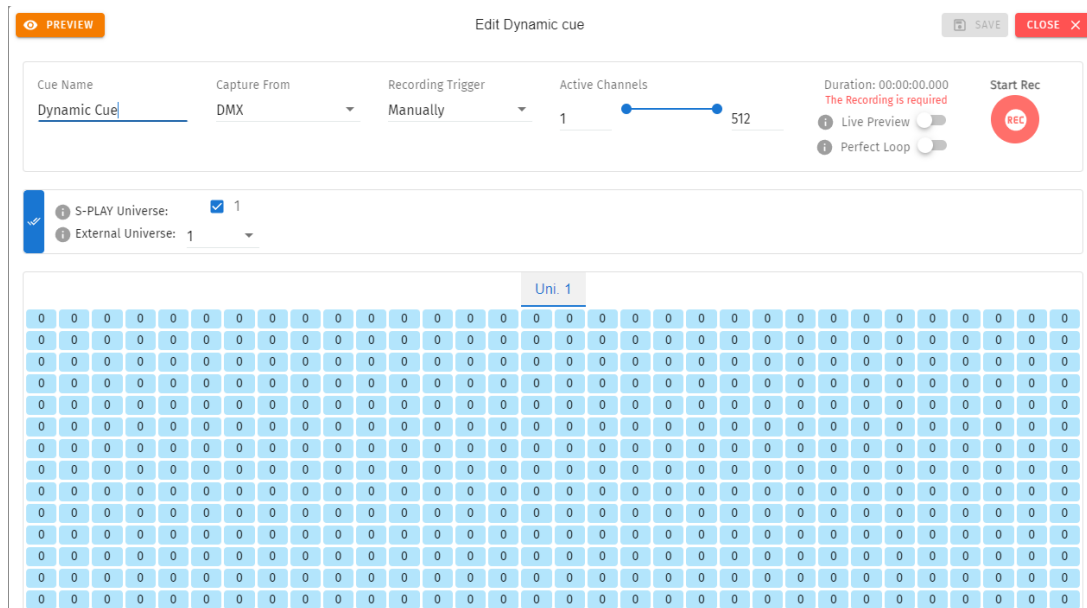 PREVIEW
Edit Dynamic cue
SAVE
CLOSE
Cue Name
Capture From
Recording Trigger
Active Channels
Duration: 00:00:00.000
Start Rec
Dynamic Cue
DMX
Manually
1
512
The Recording is required
Live Preview
REC
Perfect Loop
S-PLAY Universe:
1
External Universe: 1
Uni. 1
0 0 0 0 0 0 0 0 0 0 0 0 0 0 0 0 0 0 0 0 0 0 0 0 0 0 0 0 0 0 0 0
0 0 0 0 0 0 0 0 0 0 0 0 0 0 0 0 0 0 0 0 0 0 0 0 0 0 0 0 0 0 0 0
0 0 0 0 0 0 0 0 0 0 0 0 0 0 0 0 0 0 0 0 0 0 0 0 0 0 0 0 0 0 0 0
0 0 0 0 0 0 0 0 0 0 0 0 0 0 0 0 0 0 0 0 0 0 0 0 0 0 0 0 0 0 0 0
0 0 0 0 0 0 0 0 0 0 0 0 0 0 0 0 0 0 0 0 0 0 0 0 0 0 0 0 0 0 0 0
0 0 0 0 0 0 0 0 0 0 0 0 0 0 0 0 0 0 0 0 0 0 0 0 0 0 0 0 0 0 0 0
0 0 0 0 0 0 0 0 0 0 0 0 0 0 0 0 0 0 0 0 0 0 0 0 0 0 0 0 0 0 0 0
0 0 0 0 0 0 0 0 0 0 0 0 0 0 0 0 0 0 0 0 0 0 0 0 0 0 0 0 0 0 0 0
0 0 0 0 0 0 0 0 0 0 0 0 0 0 0 0 0 0 0 0 0 0 0 0 0 0 0 0 0 0 0 0
0 0 0 0 0 0 0 0 0 0 0 0 0 0 0 0 0 0 0 0 0 0 0 0 0 0 0 0 0 0 0 0
0 0 0 0 0 0 0 0 0 0 0 0 0 0 0 0 0 0 0 0 0 0 0 0 0 0 0 0 0 0 0 0
0 0 0 0 0 0 0 0 0 0 0 0 0 0 0 0 0 0 0 0 0 0 0 0 0 0 0 0 0 0 0 0
0 0 0 0 0 0 0 0 0 0 0 0 0 0 0 0 0 0 0 0 0 0 0 0 0 0 0 0 0 0 0 0
0 0 0 0 0 0 0 0 0 0 0 0 0 0 0 0 0 0 0 0 0 0 0 0 0 0 0 0 0 0 0 0